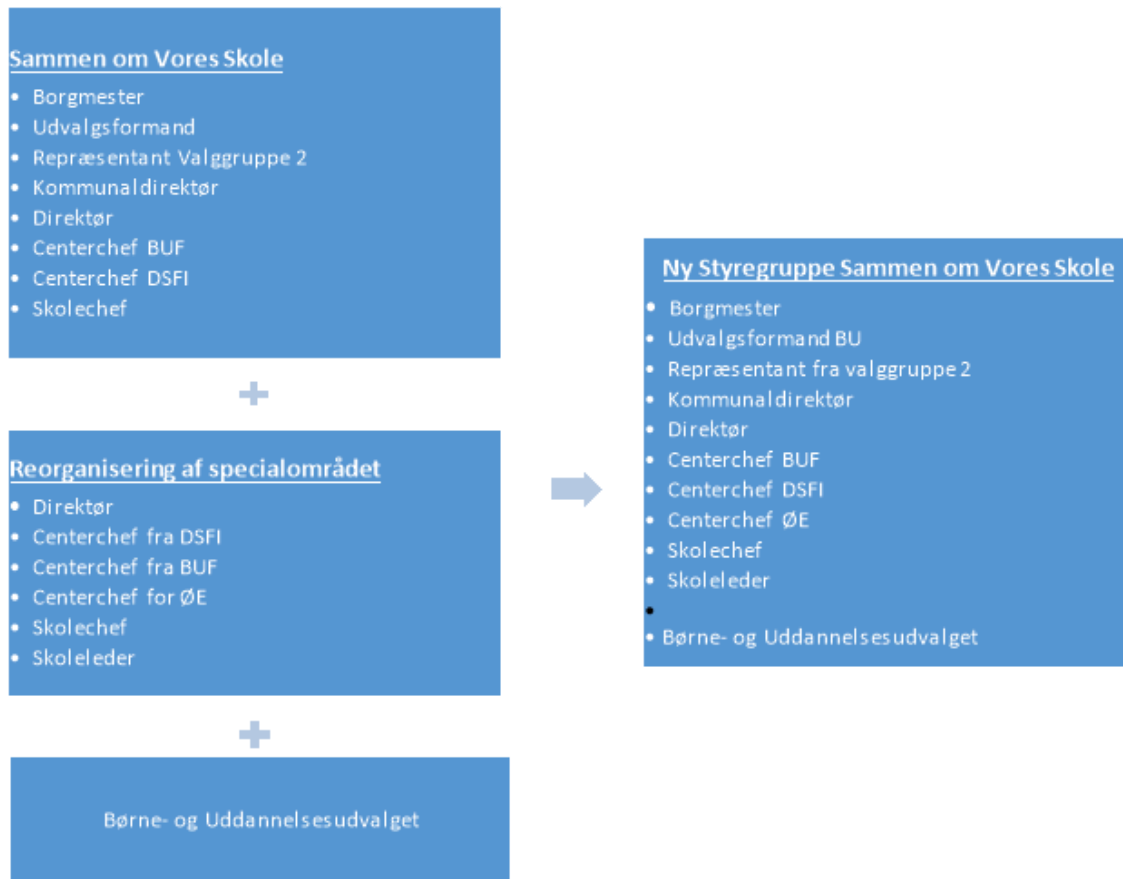 Sammen om Vores Skole
• Borgmester
• Udvalgsformand
• Repræsentant Valggruppe 2
• Kommunaldirektør
• Direktør
• Centerchef BUF
• Centerchef DSFI
• Skolechef
Reorganisering af specialområdet
• Direktør
• Centerchef fra DSFI
• Centerchef fra BUF
• Centerchef for ØE
• Skolechef
• Skoleleder
Børne- og Uddannelsesudvalget
Ny Styregruppe Sammen om Vores Skole
• Borgmester
• Udvalgsformand BU
• Repræsentant fra valggruppe 2
• Kommunaldirektør
• Direktør
• Centerchef BUF
• Centerchef DSFI
• Centerchef ØE
• Skolechef
• Skoleleder
•
• Børne- og Uddannelsesudvalget